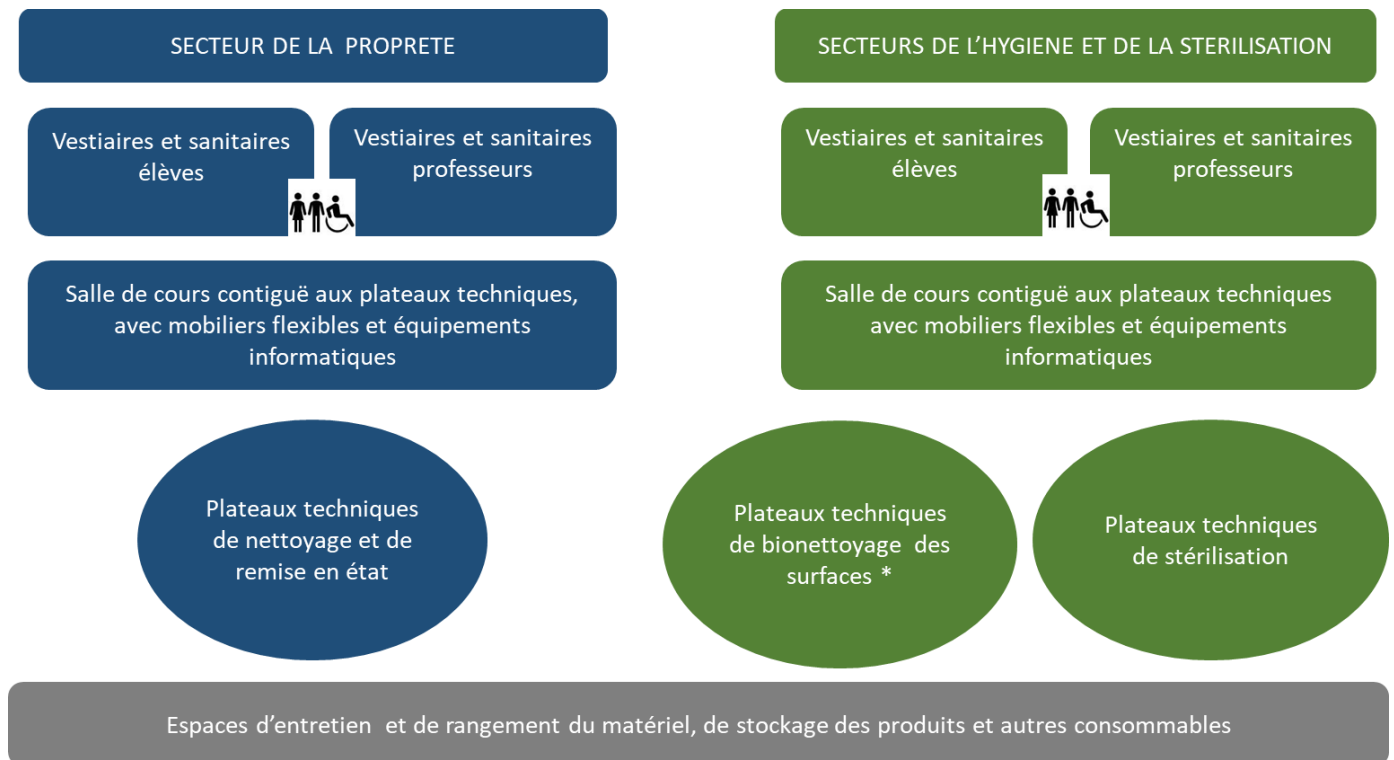 SECTEUR DE LA PROPRETE
SECTEURS DE L’HYGIENE ET DE LA STERILISATION
Vestiaires et sanitaires
élèves
Vestiaires et sanitaires
professeurs
Vestiaires et sanitaires
élèves
Vestiaires et sanitaires
professeurs
Salle de cours contiguë aux plateaux techniques,
avec mobiliers flexibles et équipements
informatiques
Salle de cours contiguë aux plateaux techniques
avec mobiliers flexibles et équipements
informatiques
Plateaux techniques
de nettoyage et de
remise en état
Plateaux techniques
de bionettoyage des
surfaces *
Plateaux techniques
de stérilisation
Espaces d’entretien et de rangement du matériel, de stockage des produits et autres consommables